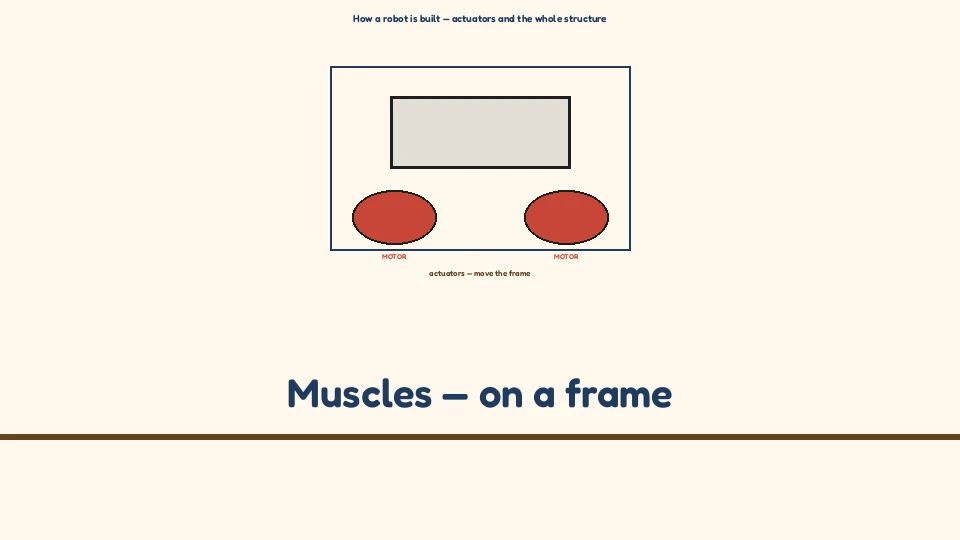 How a robot is built — actuators and the whole structure
MOTOR MOTOR
actuators — move the frame
Muscles — on a frame